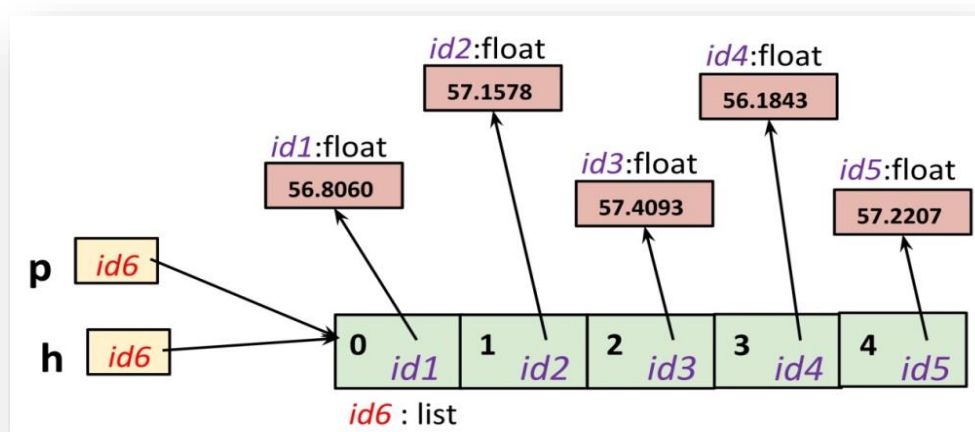 id2:float
57.1578
id4:float
56.1843
id1:float
56.8060
id3:float
57.4093
id5:float
57.2207
p id6
h id6
0 id1 1 id2 2 id3 3 id4 4 id5
id6 : list